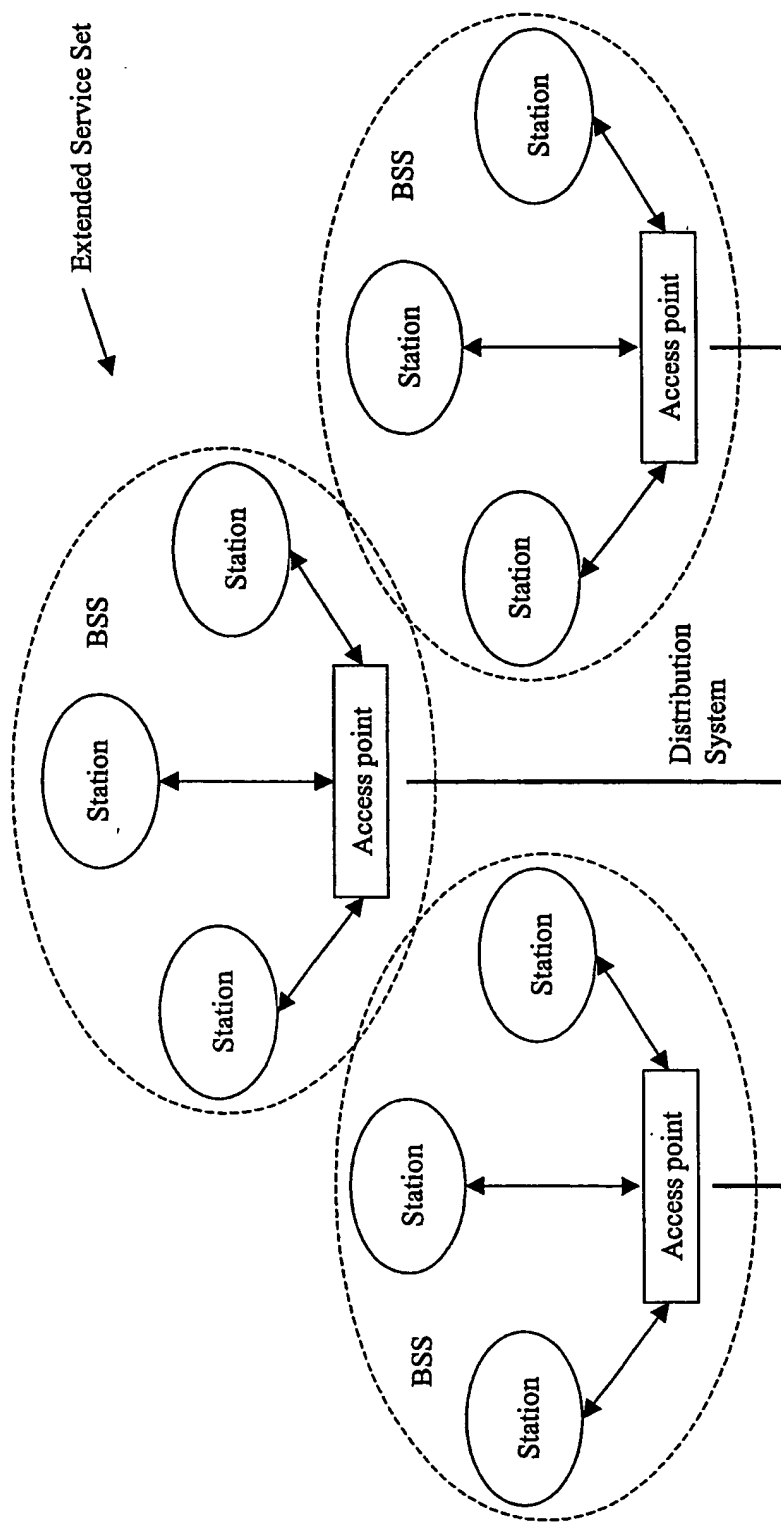 Extended Service Set
BSS
Station
Station
Station
Access point
BSS
Station
Station
Station
Access point
BSS
Station
Station
Station
Access point
Distribution
System